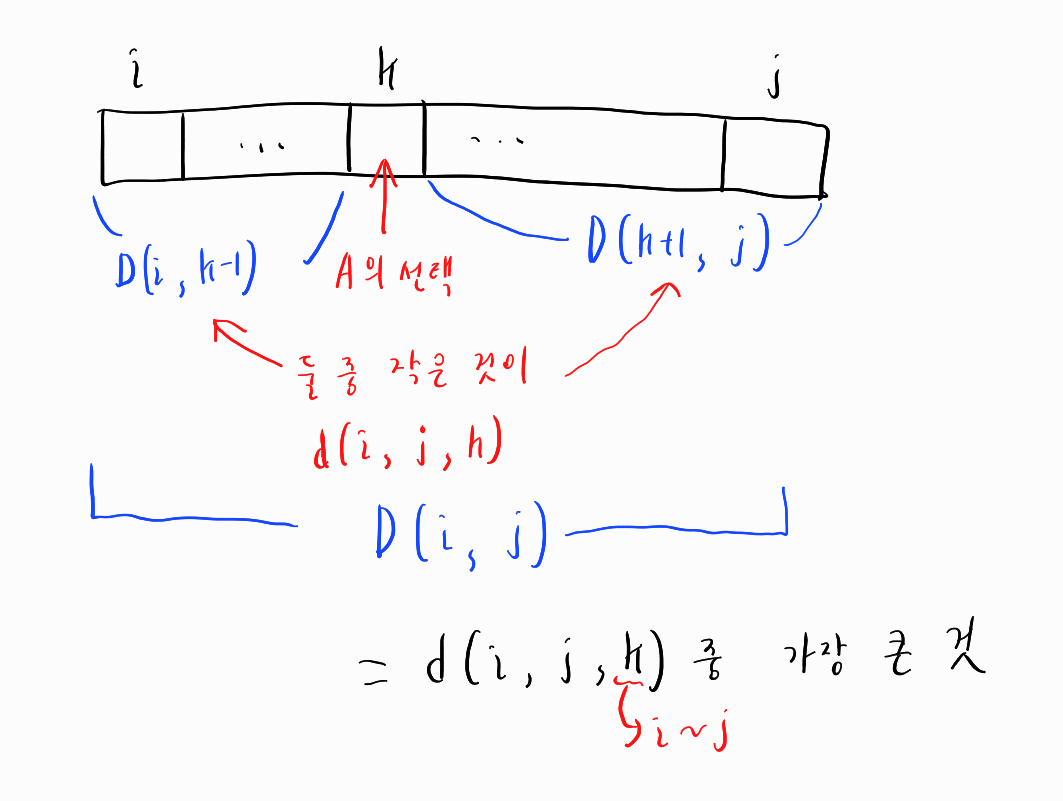 i k j
... ...
D(i, k-1) A의 선택 D(k+1, j)
둘 중 작은 것이
d(i, j, k)
D(i, j)
= d(i, j, k) 중 가장 큰 것
i ~ j